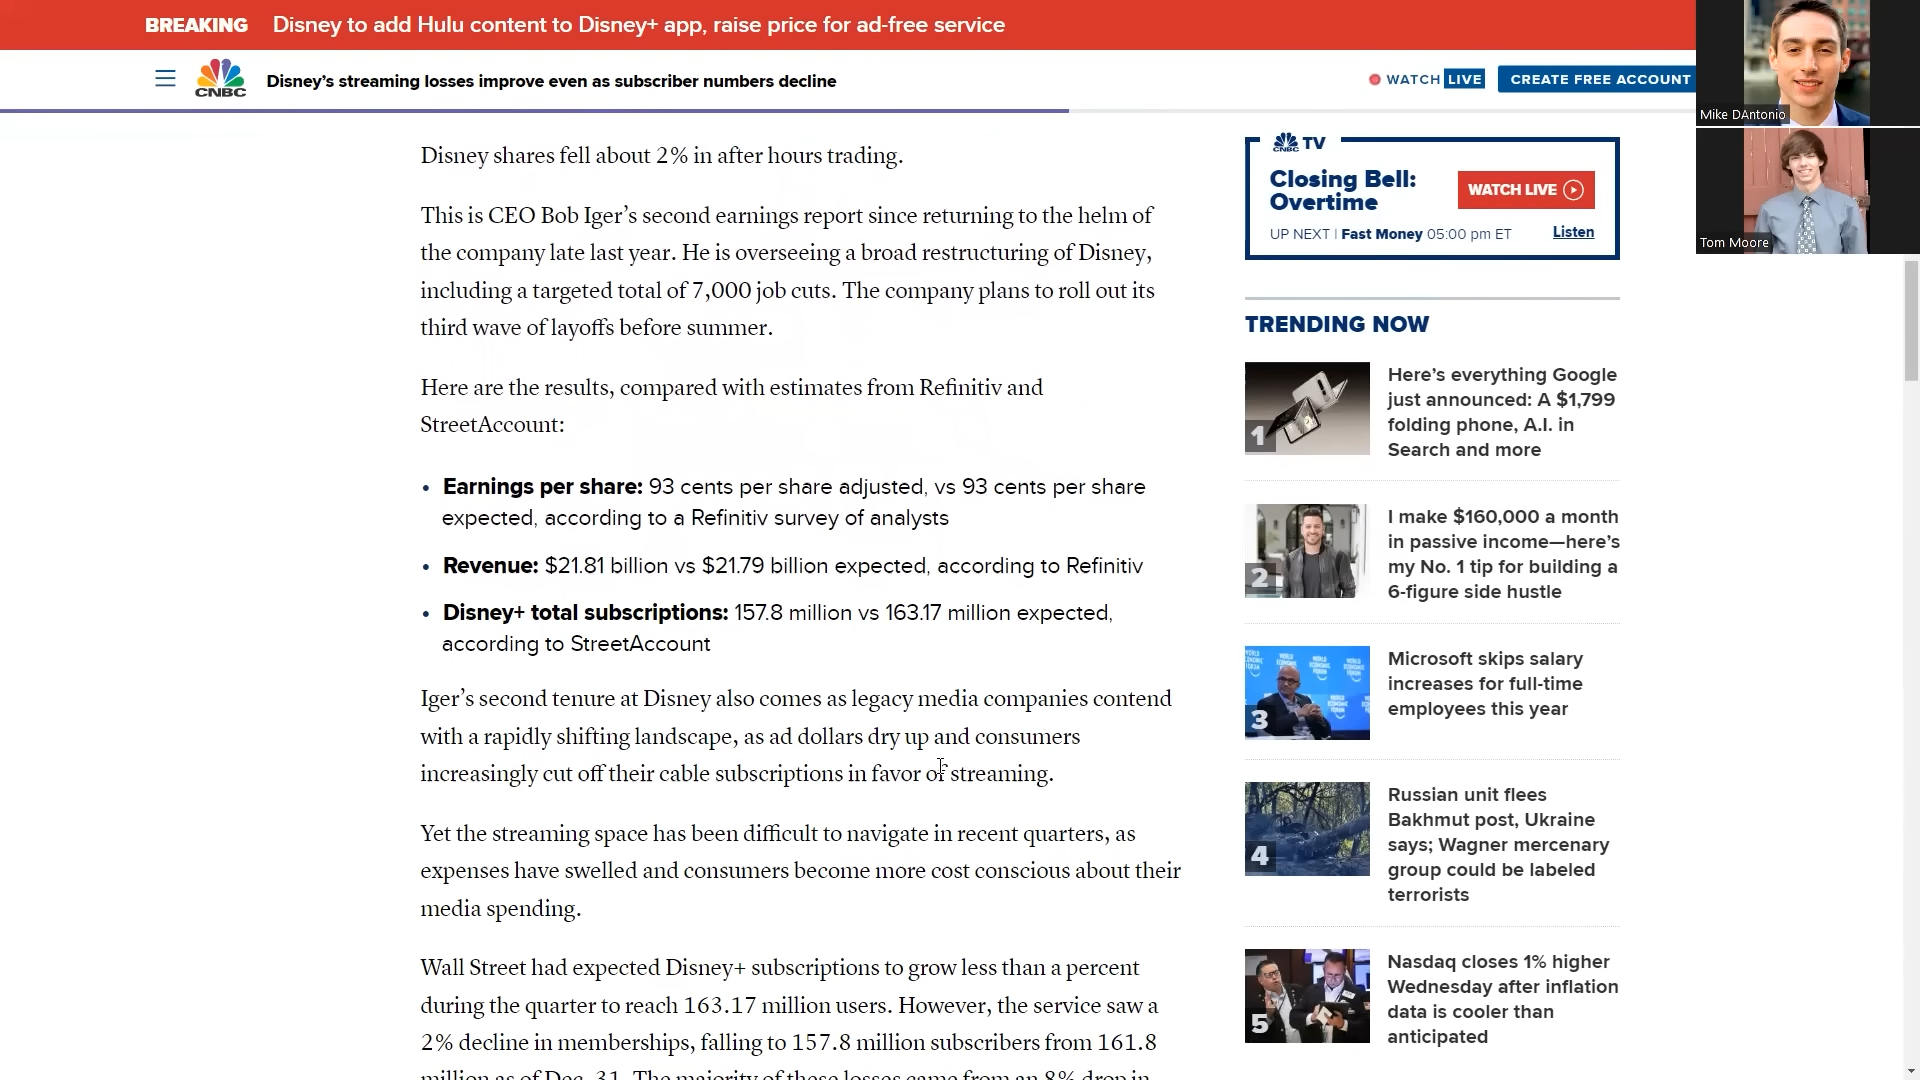 BREAKING Disney to add Hulu content to Disney+ app, raise price for ad-free service
CNBC
Disney’s streaming losses improve even as subscriber numbers decline
WATCH LIVE
CREATE FREE ACCOUNT
Mike DAntonio
Tom Moore
Disney shares fell about 2% in after hours trading.
This is CEO Bob Iger’s second earnings report since returning to the helm of
the company late last year. He is overseeing a broad restructuring of Disney,
including a targeted total of 7,000 job cuts. The company plans to roll out its
third wave of layoffs before summer.
Here are the results, compared with estimates from Refinitiv and
StreetAccount:
• Earnings per share: 93 cents per share adjusted, vs 93 cents per share
expected, according to a Refinitiv survey of analysts
• Revenue: $21.81 billion vs $21.79 billion expected, according to Refinitiv
• Disney+ total subscriptions: 157.8 million vs 163.17 million expected,
according to StreetAccount
Iger’s second tenure at Disney also comes as legacy media companies contend
with a rapidly shifting landscape, as ad dollars dry up and consumers
increasingly cut off their cable subscriptions in favor of streaming.
Yet the streaming space has been difficult to navigate in recent quarters, as
expenses have swelled and consumers become more cost conscious about their
media spending.
Wall Street had expected Disney+ subscriptions to grow less than a percent
during the quarter to reach 163.17 million users. However, the service saw a
2% decline in memberships, falling to 157.8 million subscribers from 161.8
million as of Dec. 31. The majority of these losses came from an 8% drop in
CNBC TV
Closing Bell:
Overtime
WATCH LIVE
UP NEXT | Fast Money 05:00 pm ET
Listen
TRENDING NOW
1
Here’s everything Google
just announced: A $1,799
folding phone, A.I. in
Search and more
2
I make $160,000 a month
in passive income—here’s
my No. 1 tip for building a
6-figure side hustle
3
Microsoft skips salary
increases for full-time
employees this year
4
Russian unit flees
Bakhmut post, Ukraine
says; Wagner mercenary
group could be labeled
terrorists
5
Nasdaq closes 1% higher
Wednesday after inflation
data is cooler than
anticipated